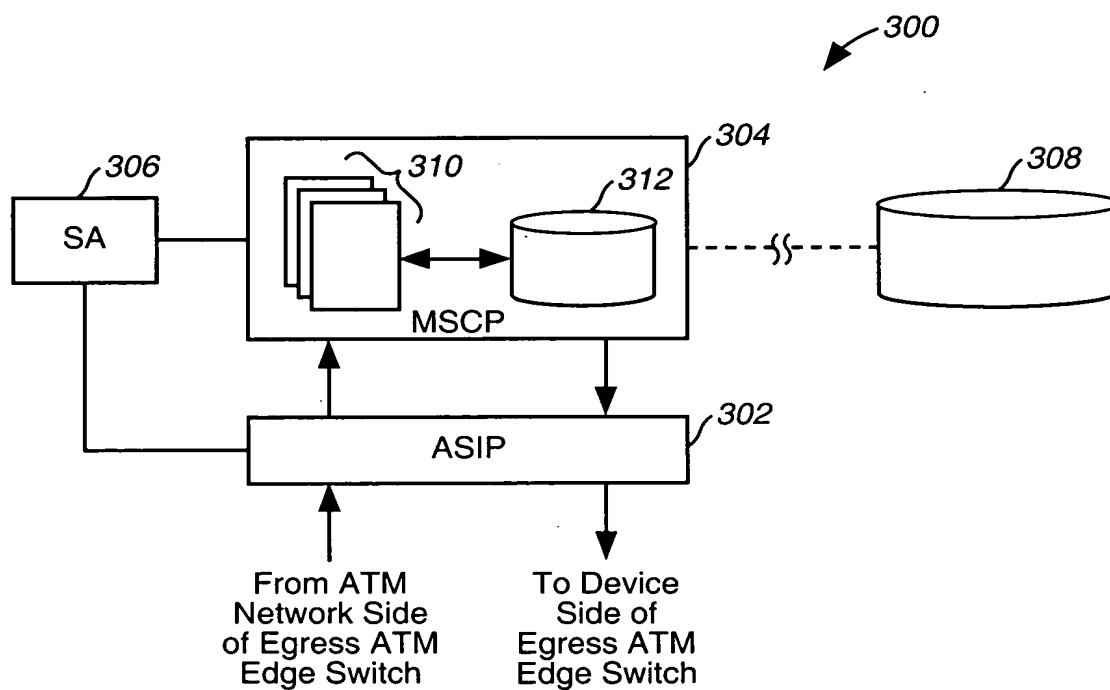 300
304
306
310
312
308
SA
MSCP
302
ASIP
From ATM
Network Side
of Egress ATM
Edge Switch
To Device
Side of
Egress ATM
Edge Switch